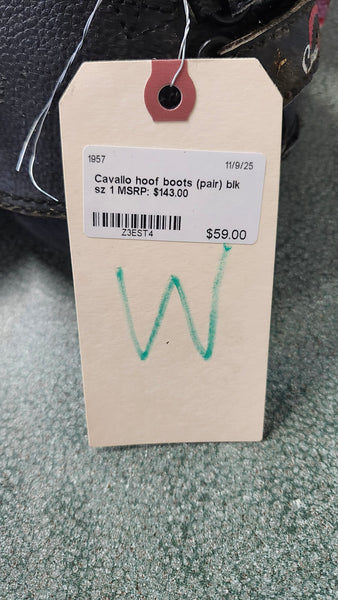 1957 11/9/25
Cavallo hoof boots (pair) blk
sz 1 MSRP: $143.00
Z3EST4 $59.00
W